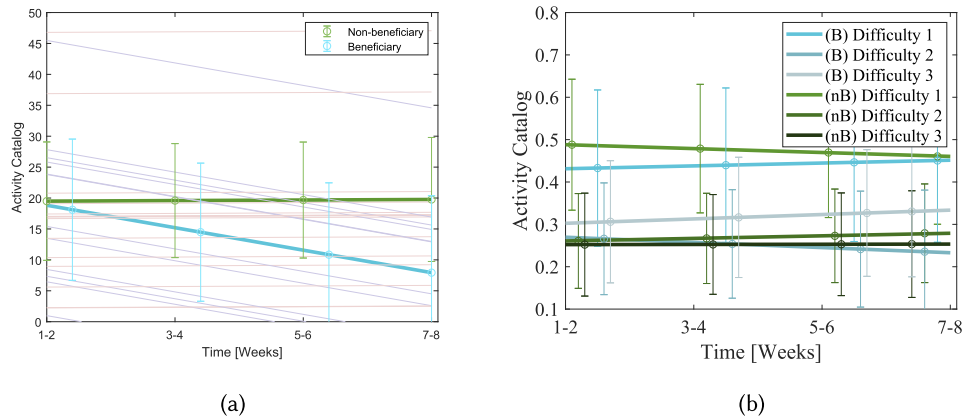 50
45
40
35
30
25
20
15
10
5
0
Activity Catalog
Non-beneficiary
Beneficiary
1-2
3-4
5-6
7-8
Time [Weeks]
(a)
0.8
0.7
0.6
0.5
0.4
0.3
0.2
0.1
Activity Catalog
(B) Difficulty 1
(B) Difficulty 2
(B) Difficulty 3
(nB) Difficulty 1
(nB) Difficulty 2
(nB) Difficulty 3
1-2
3-4
5-6
7-8
Time [Weeks]
(b)